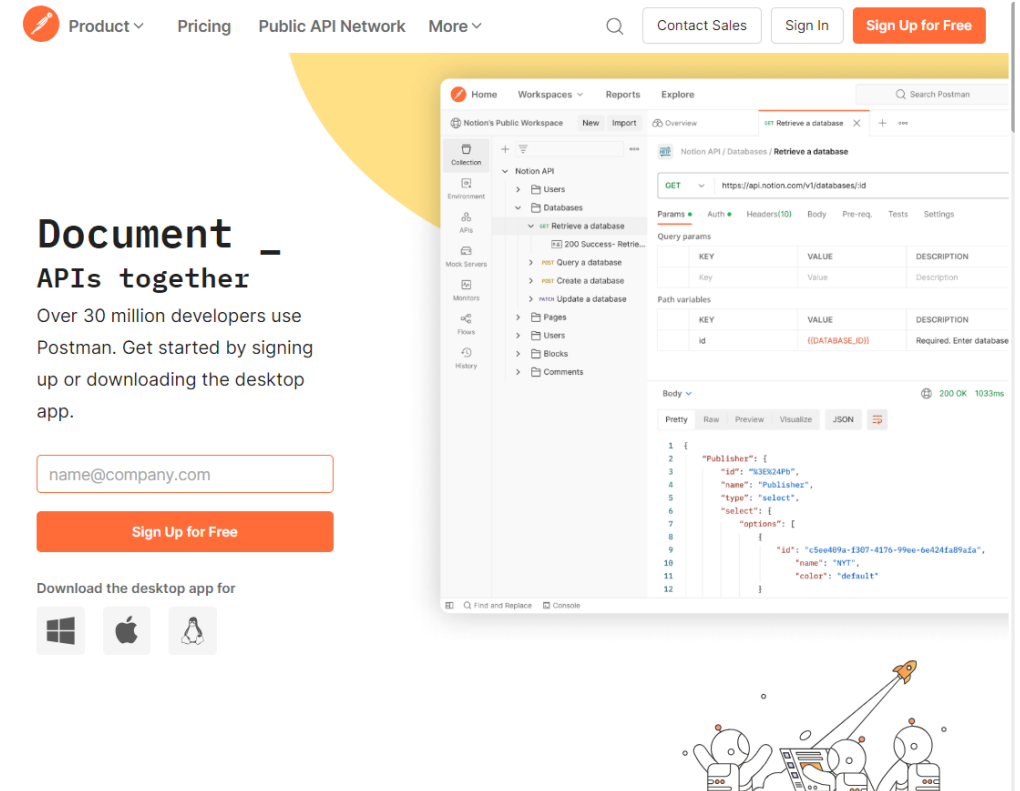 Product
Pricing
Public API Network
More
Contact Sales
Sign In
Sign Up for Free
Document _
APIs together
Over 30 million developers use
Postman. Get started by signing
up or downloading the desktop
app.
name@company.com
Sign Up for Free
Download the desktop app for
Home
Workspaces
Reports
Explore
Search Postman
Notion's Public Workspace
New
Import
Overview
GET Retrieve a database
Collection
Environment
APIs
Mock Servers
Monitors
Flows
History
Notion API
Users
Databases
GET Retrieve a database
200 Success- Retrie...
POST Query a database
POST Create a database
PATCH Update a database
Pages
Users
Blocks
Comments
Notion API / Databases / Retrieve a database
GET
https://api.notion.com/v1/databases/:id
Params
Auth
Headers(10)
Body
Pre-req.
Tests
Settings
Query params
KEY VALUE DESCRIPTION
Key Value Description
Path variables
KEY VALUE DESCRIPTION
id {{DATABASE_ID}} Required. Enter database
Body
200 OK 1033ms
Pretty
Raw
Preview
Visualize
JSON
1 {
2 "Publisher": {
3 "id": "%3E%24Pb",
4 "name": "Publisher",
5 "type": "select",
6 "select": {
7 "options": [
8 {
9 "id": "c5ee409a-f307-4176-99ee-6e424fa89afa",
10 "name": "NYT",
11 "color": "default"
12 }
Find and Replace
Console